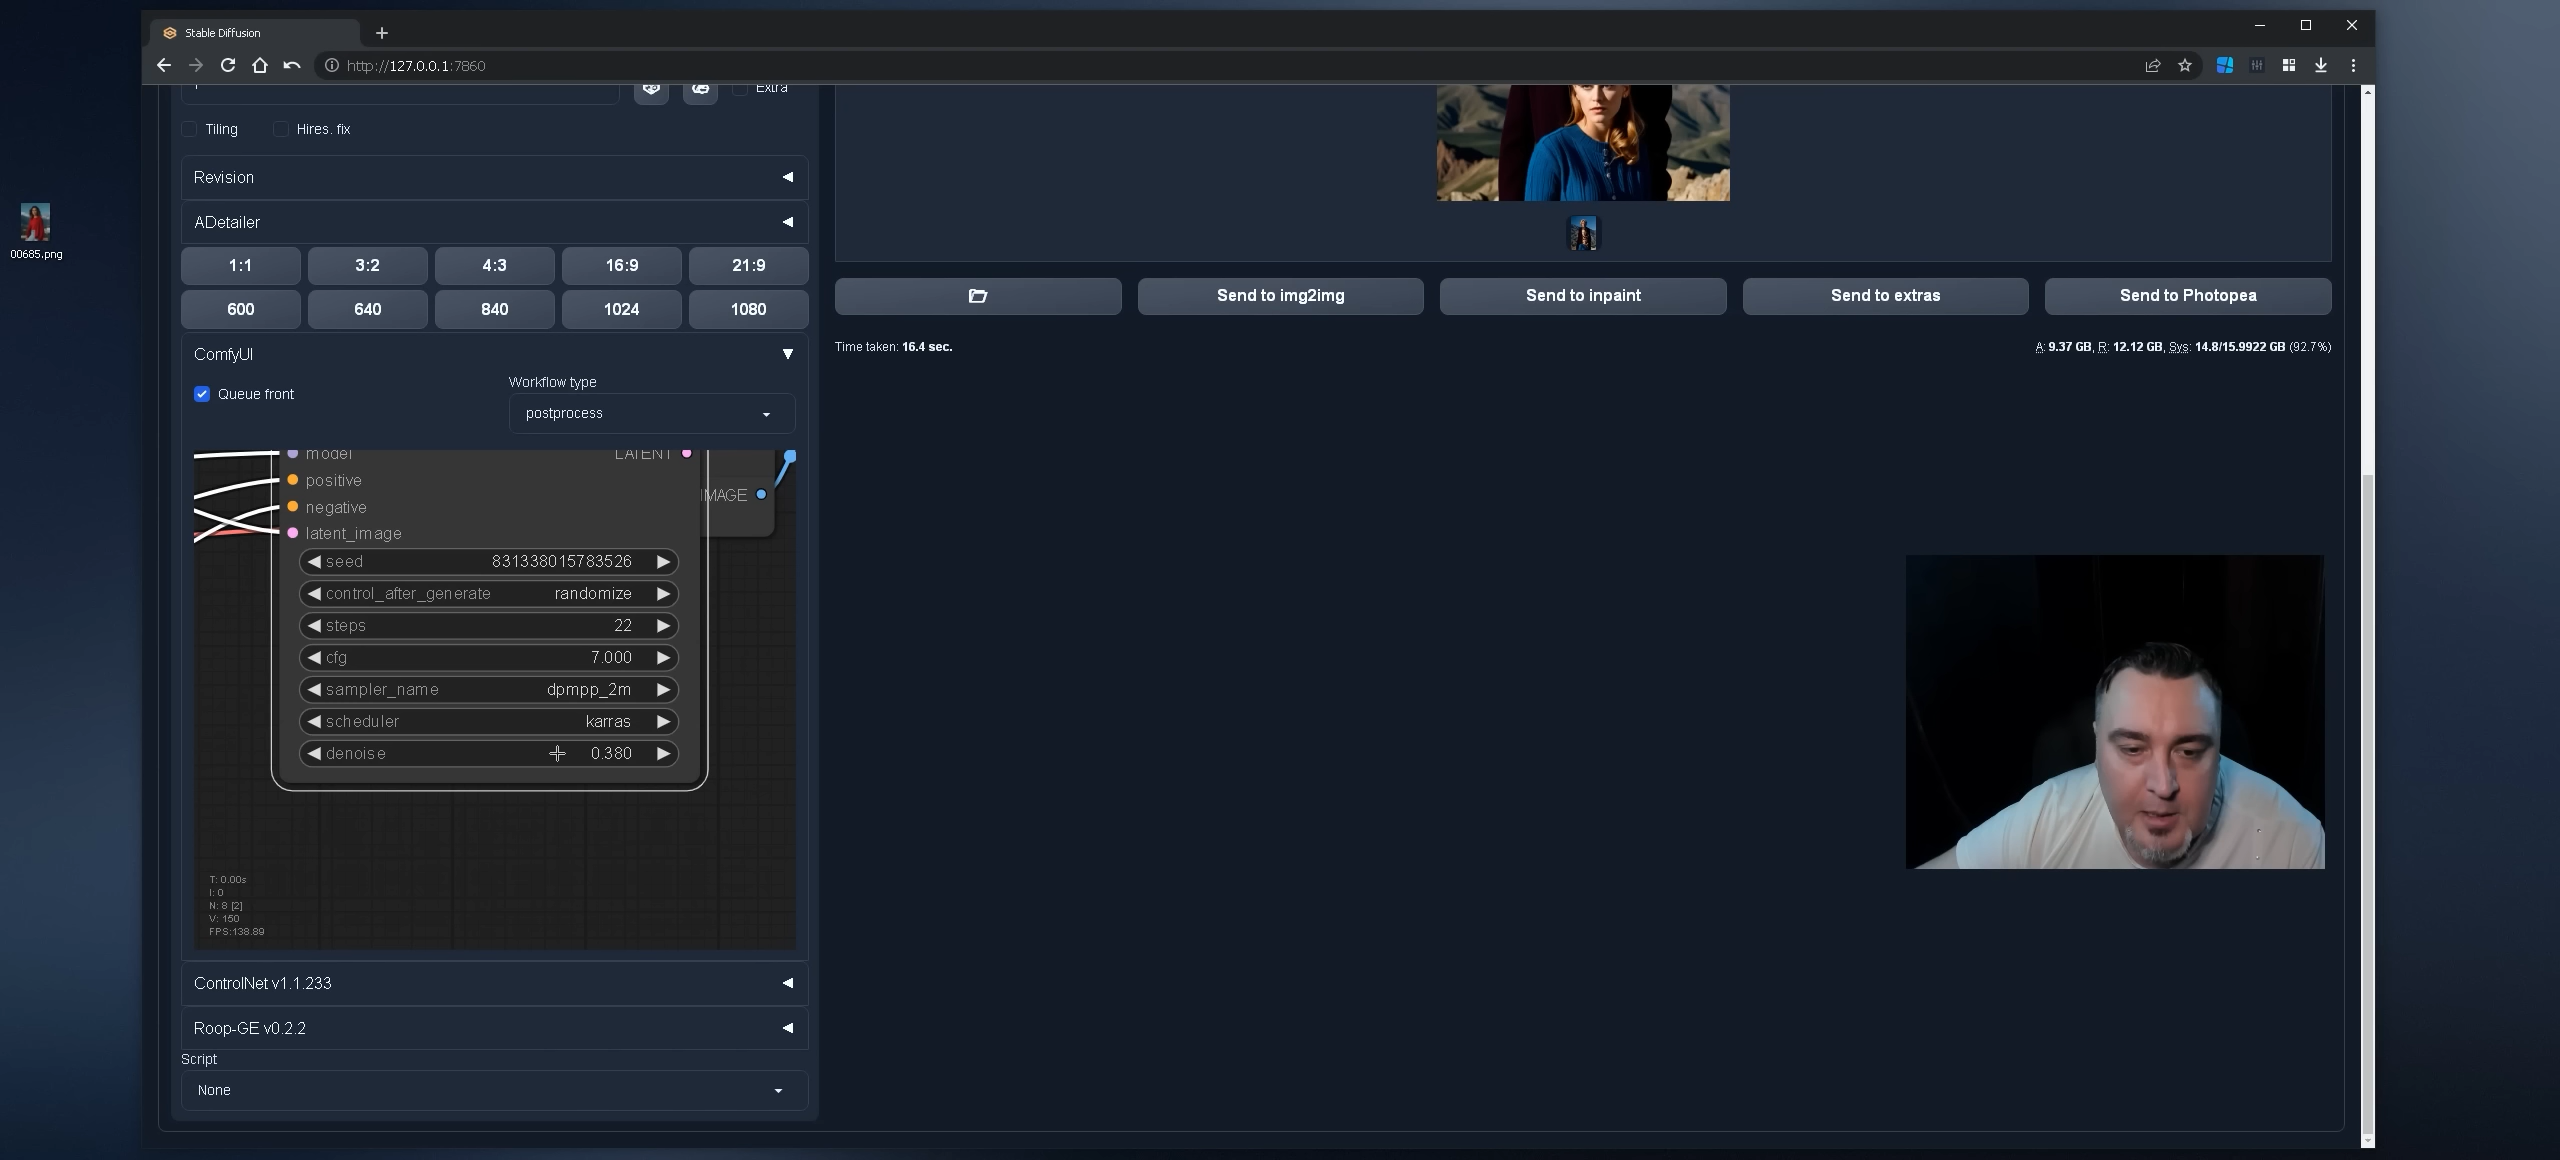 Stable Diffusion
http://127.0.0.1:7860
Extra
Tiling
Hires. fix
Revision
ADetailer
1:1
3:2
4:3
16:9
21:9
600
640
840
1024
1080
ComfyUI
Queue front
Workflow type
postprocess
model
LATENT
positive
IMAGE
negative
latent_image
seed 831338015783526
control_after_generate randomize
steps 22
cfg 7.000
sampler_name dpmpp_2m
scheduler karras
denoise 0.380
T: 0.00s
I: 0
N: 8 [2]
V: 150
FPS:138.89
ControlNet v1.1.233
Roop-GE v0.2.2
Script
None
Send to img2img
Send to inpaint
Send to extras
Send to Photopea
Time taken: 16.4 sec.
A: 9.37 GB, R: 12.12 GB, Sys: 14.8/15.9922 GB (92.7%)
00685.png